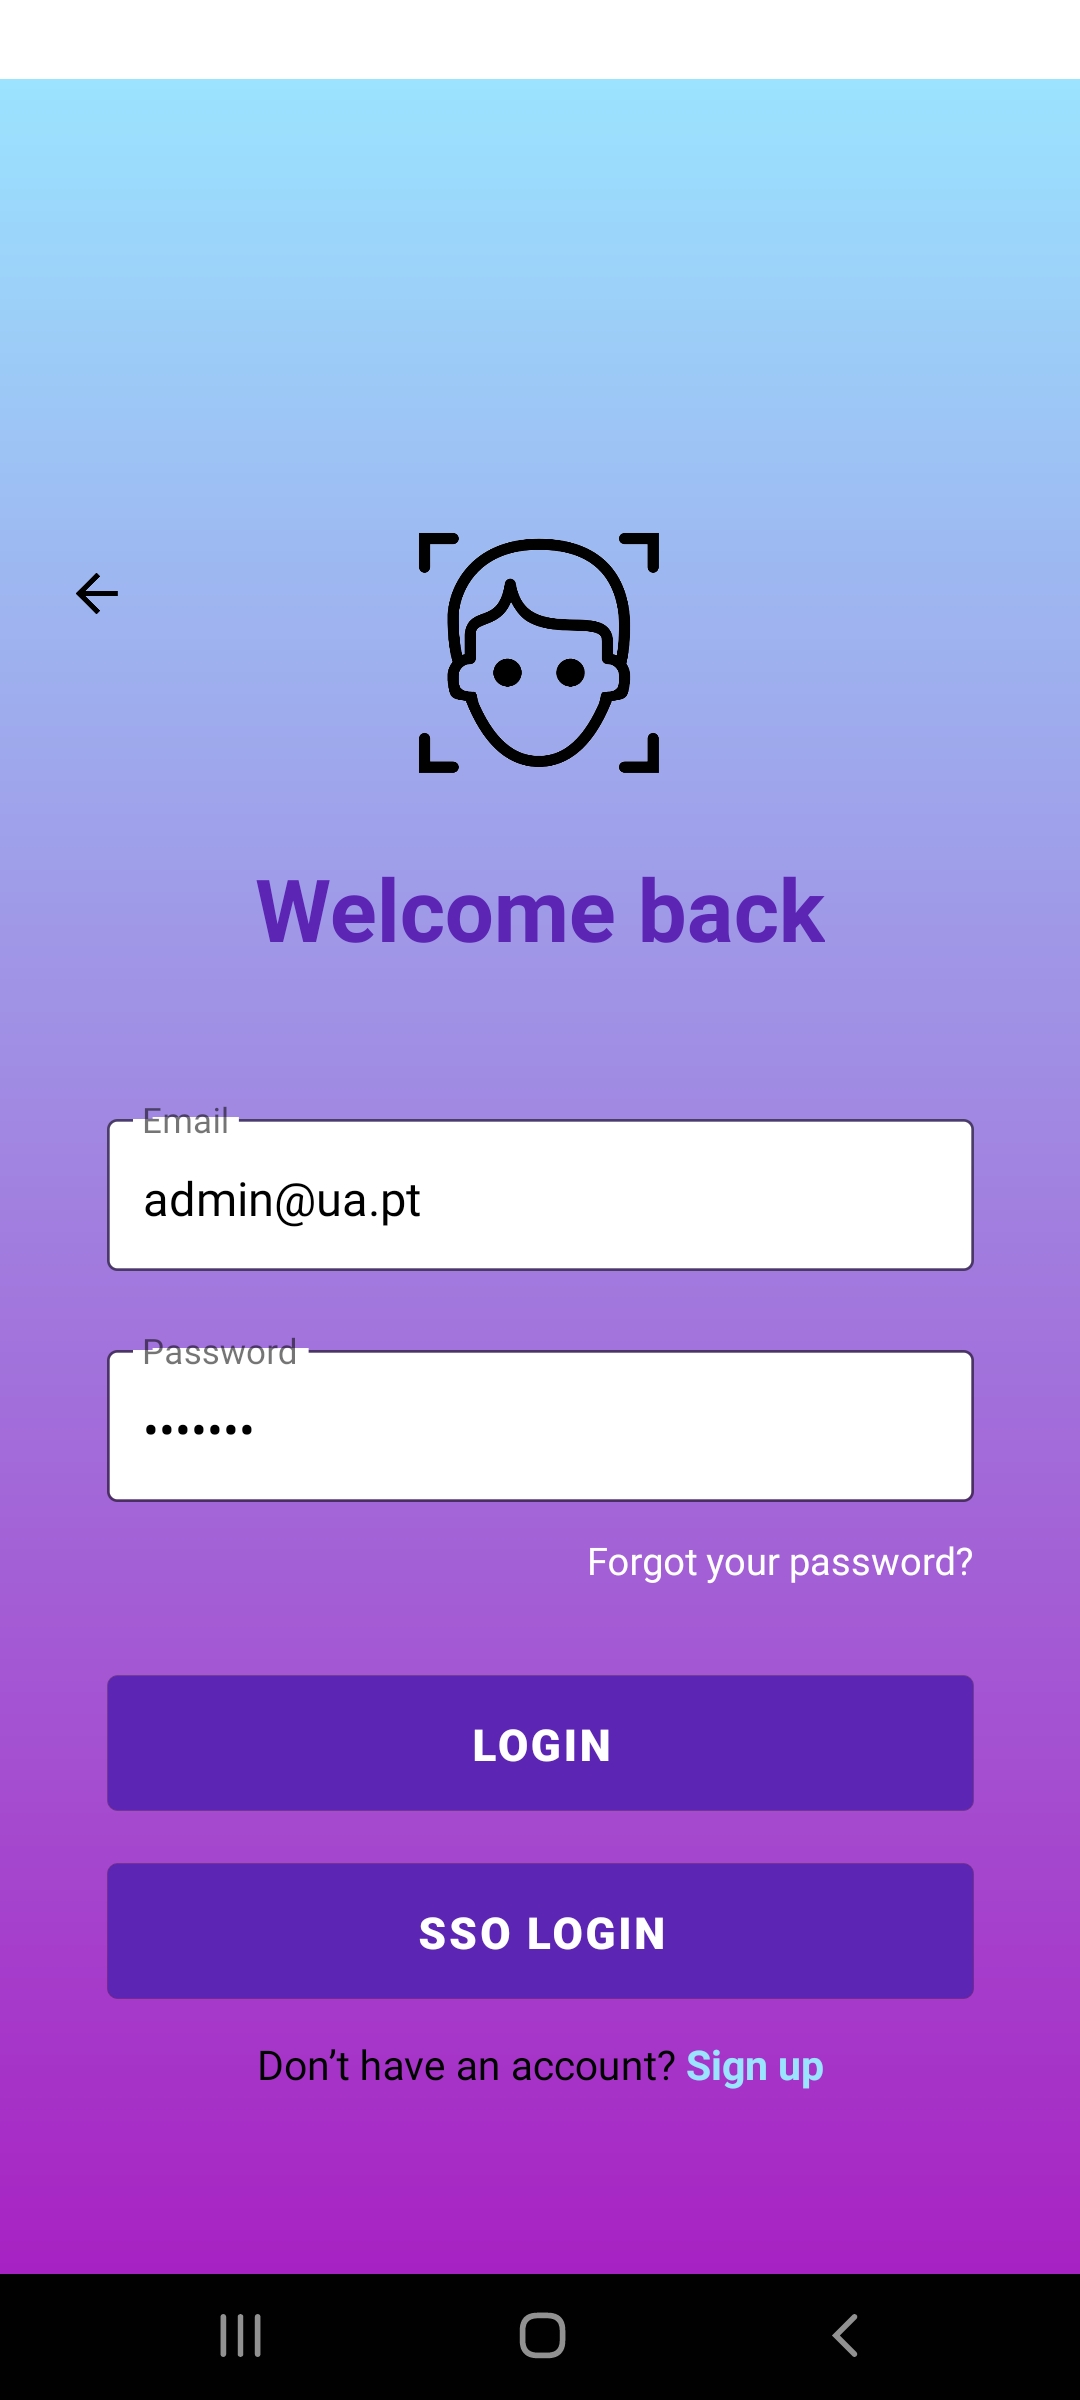 Welcome back
Email
admin@ua.pt
Password
•••••••
Forgot your password?
LOGIN
SSO LOGIN
Don’t have an account? Sign up